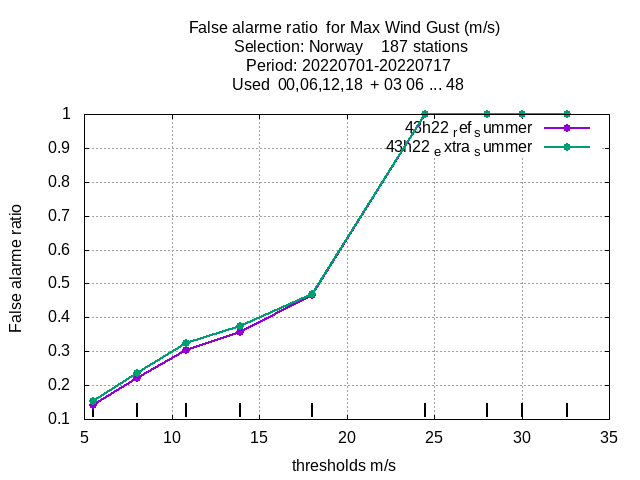 False alarme ratio  for Max Wind Gust (m/s)
Selection: Norway    187 stations
Period: 20220701-20220717
Used  00,06,12,18  + 03 06 ... 48
43h22 ref summer
43h22 extra summer
1
0.9
0.8
0.7
0.6
0.5
0.4
0.3
0.2
0.1
False alarme ratio
5 10 15 20 25 30 35
thresholds m/s